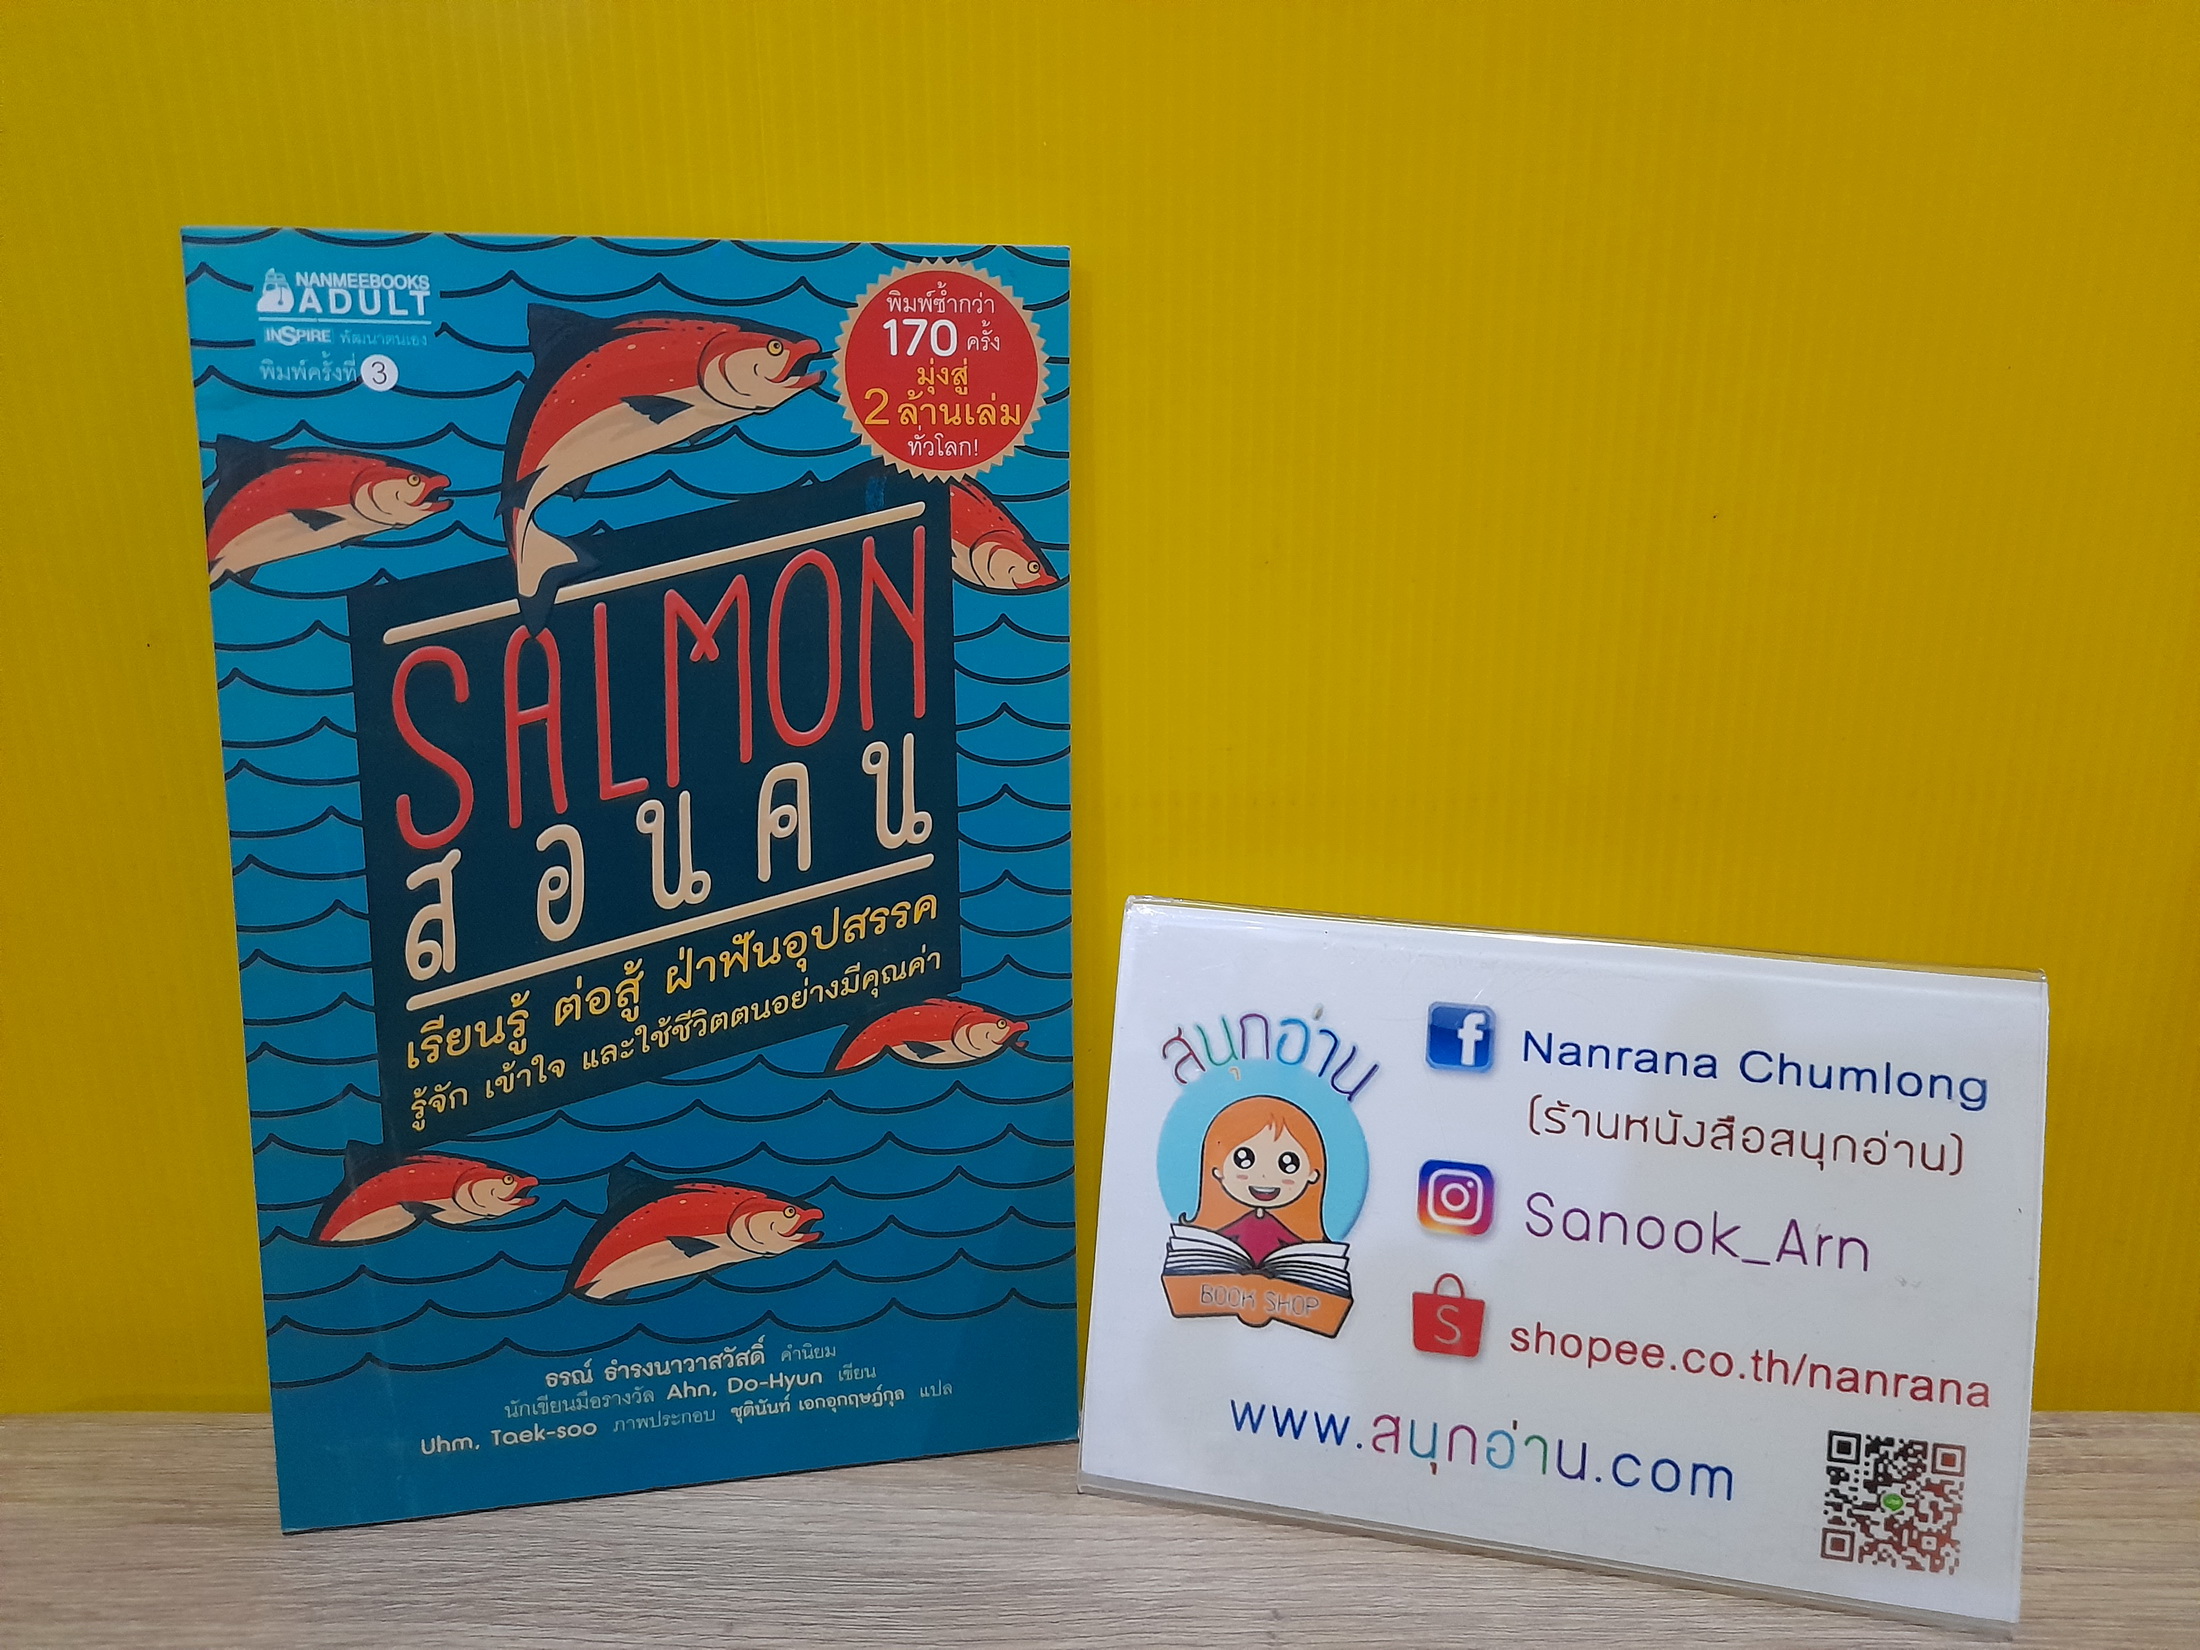 NANMEEBOOKS
ADULT
INSPIRE พัฒนาตนเอง
พิมพ์ครั้งที่ 3
พิมพ์ซ้ำกว่า
170 ครั้ง
มุ่งสู่
2 ล้านเล่ม
ทั่วโลก!
SALMON
สอนคน
เรียนรู้ ต่อสู้ ฝ่าฟันอุปสรรค
รู้จัก เข้าใจ และใช้ชีวิตตนอย่างมีคุณค่า
ธรณ์ ธำรงนาวาสวัสดิ์ คำนิยม
นักเขียนมือรางวัล Ahn, Do-Hyun เขียน
Uhm, Taek-soo ภาพประกอบ ชุตินันท์ เอกอุกฤษฎ์กุล แปล
สนุกอ่าน
BOOK SHOP
f Nanrana Chumlong
(ร้านหนังสือสนุกอ่าน)
Sanook_Arn
S shopee.co.th/nanrana
www.สนุกอ่าน.com